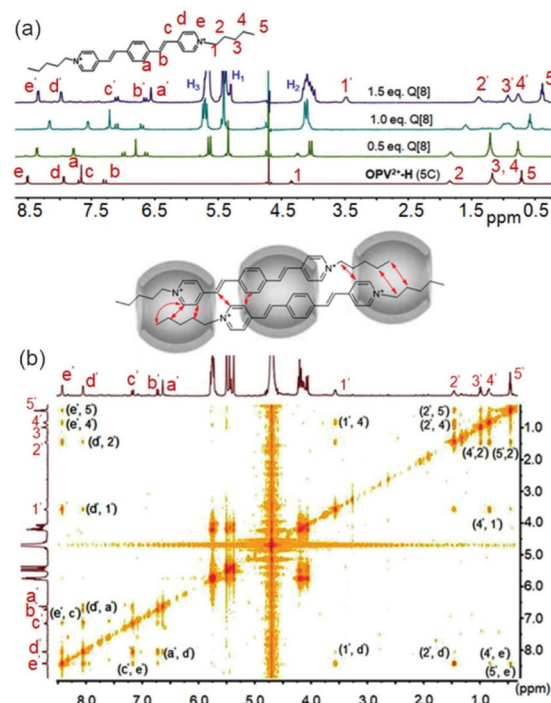 (a)
d e 2 4 5
c 1 3
a b
e' d' c' b' a' H₃ H₁ H₂ 1' 2' 3' 4' 5'
1.5 eq. Q[8]
1.0 eq. Q[8]
0.5 eq. Q[8]
e d a c b 1 2 3, 4 5
OPV²⁺-H (5C)
8.5 7.5 6.5 5.5 4.5 3.5 2.5 1.5 0.5
ppm
N⁺ N⁺
N⁺ N⁺
(b)
e' d' c' b' a' 1' 2' 3' 4' 5'
5' (e', 5') (2', 5')
4' (e', 4') (1', 4') (2', 4')
3'
2' (d', 2') (4',2') (5',2')
1.0
2.0
3.0
1' (d', 1') (4', 1')
4.0
5.0
6.0
a' (d', a')
b' (e', c')
c' 7.0
d' (a', d') (1', d') (2', d') (4', e') 8.0
e' (c', e') (5', e')
8.0 7.0 6.0 5.0 4.0 3.0 2.0 1.0 (ppm)